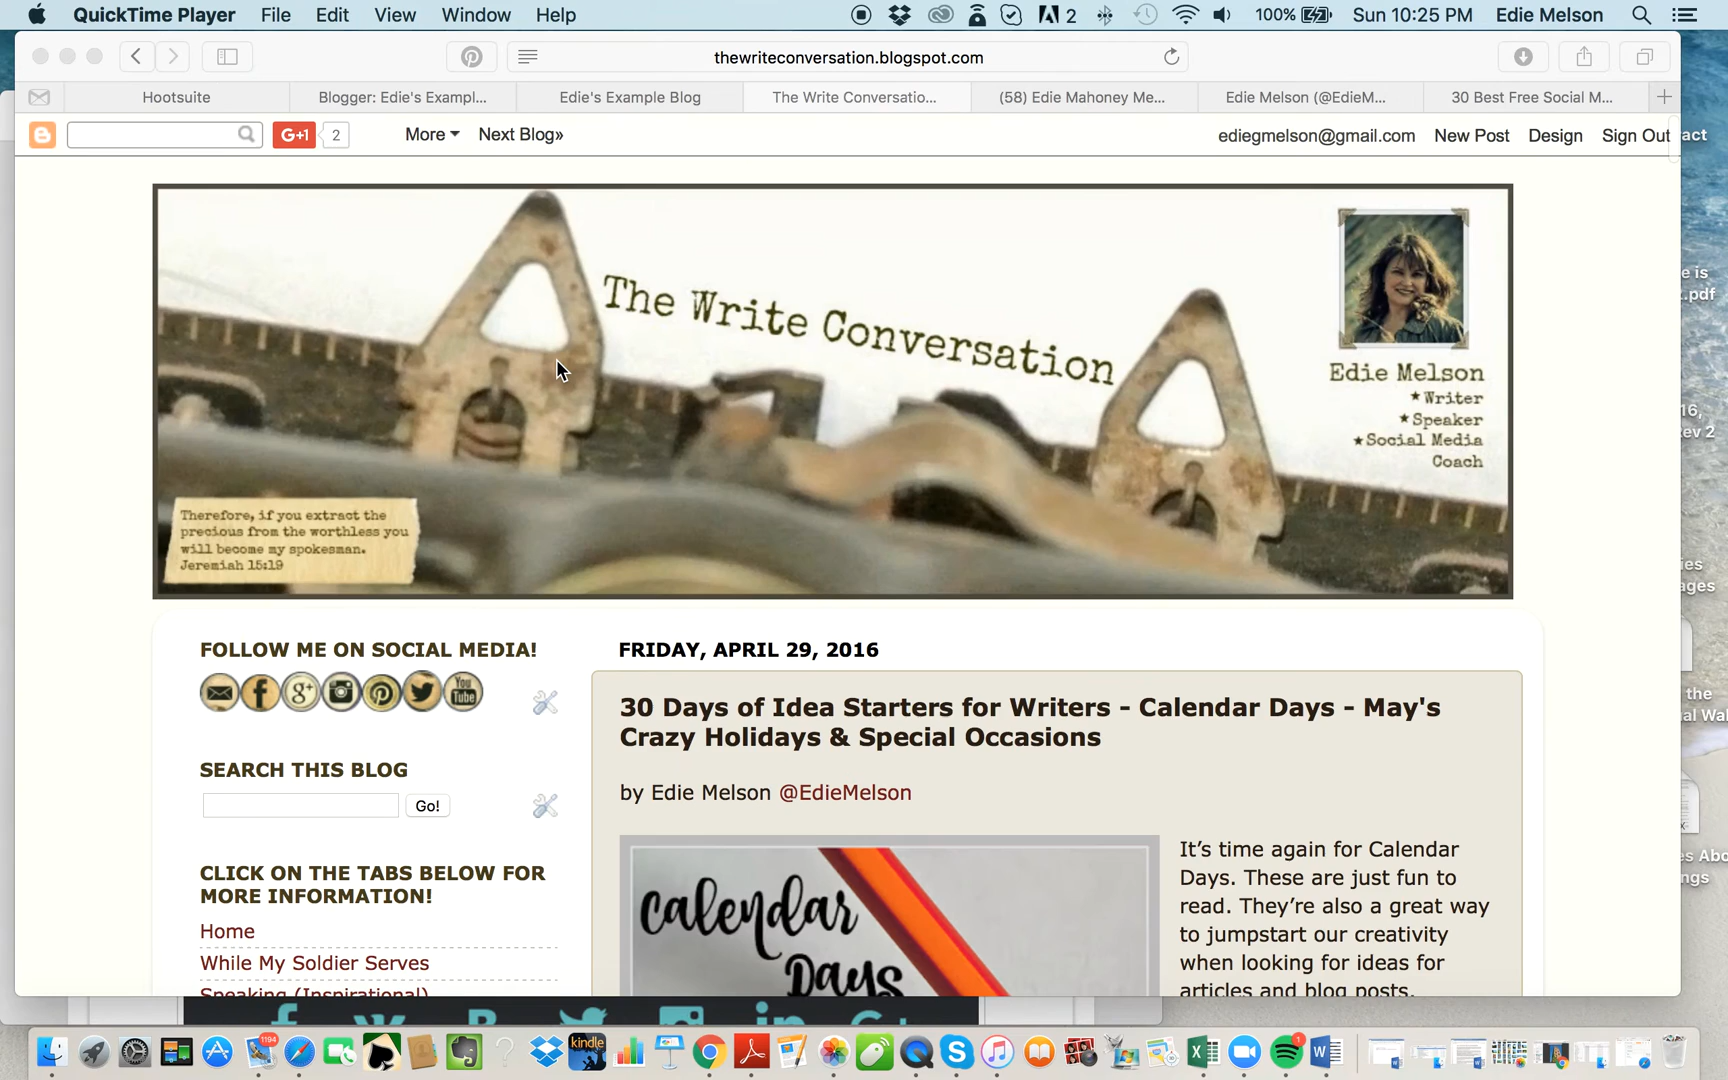 QuickTime Player File Edit View Window Help 2 100% Sun 10:25 PM Edie Melson
thewriteconversation.blogspot.com
Hootsuite Blogger: Edie's Exampl... Edie's Example Blog The Write Conversatio... (58) Edie Mahoney Me... Edie Melson (@EdieM... 30 Best Free Social M...
G+1 2 More Next Blog» ediegmelson@gmail.com New Post Design Sign Out
The Write Conversation
Edie Melson
★Writer
★Speaker
★Social Media
Coach
Therefore, if you extract the
precious from the worthless you
will become my spokesman.
Jeremiah 15:19
FOLLOW ME ON SOCIAL MEDIA!
You
Tube
SEARCH THIS BLOG
Go!
CLICK ON THE TABS BELOW FOR
MORE INFORMATION!
Home
While My Soldier Serves
Speaking (Inspirational)
FRIDAY, APRIL 29, 2016
30 Days of Idea Starters for Writers - Calendar Days - May's
Crazy Holidays & Special Occasions
by Edie Melson @EdieMelson
calendar
Days
It’s time again for Calendar
Days. These are just fun to
read. They’re also a great way
to jumpstart our creativity
when looking for ideas for
articles and blog posts.
1194
kindle
1